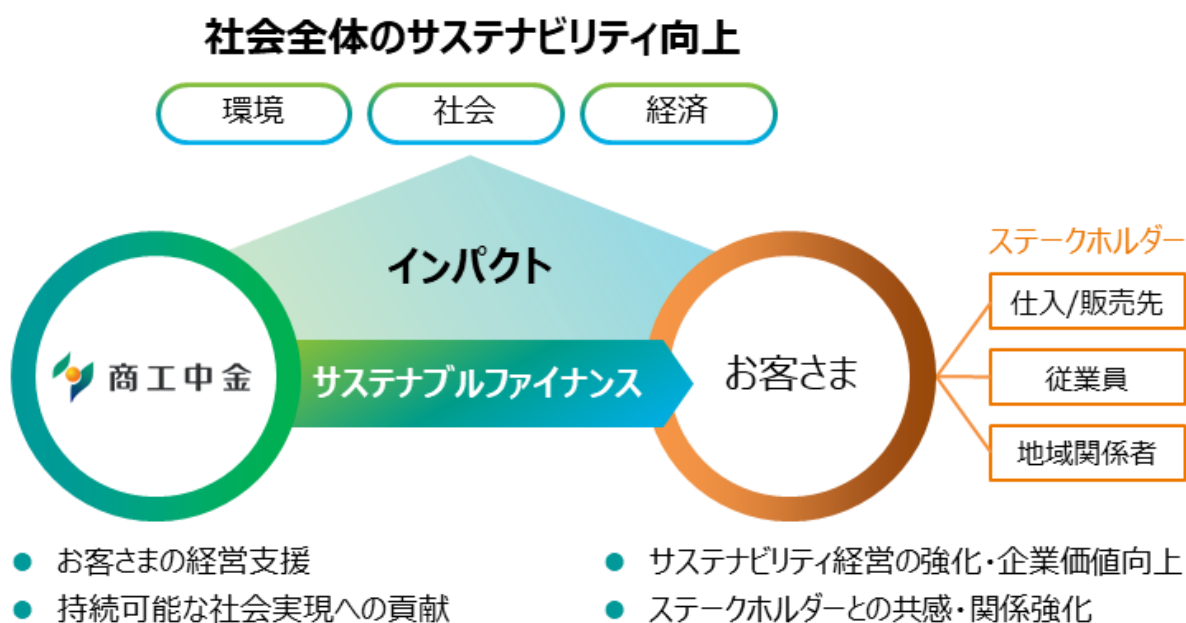 社会全体のサステナビリティ向上
環境
社会
経済
インパクト
商工中金
サステナブルファイナンス
お客さま
ステークホルダー
仕入/販売先
従業員
地域関係者
● お客さまの経営支援
● 持続可能な社会実現への貢献
● サステナビリティ経営の強化・企業価値向上
● ステークホルダーとの共感・関係強化